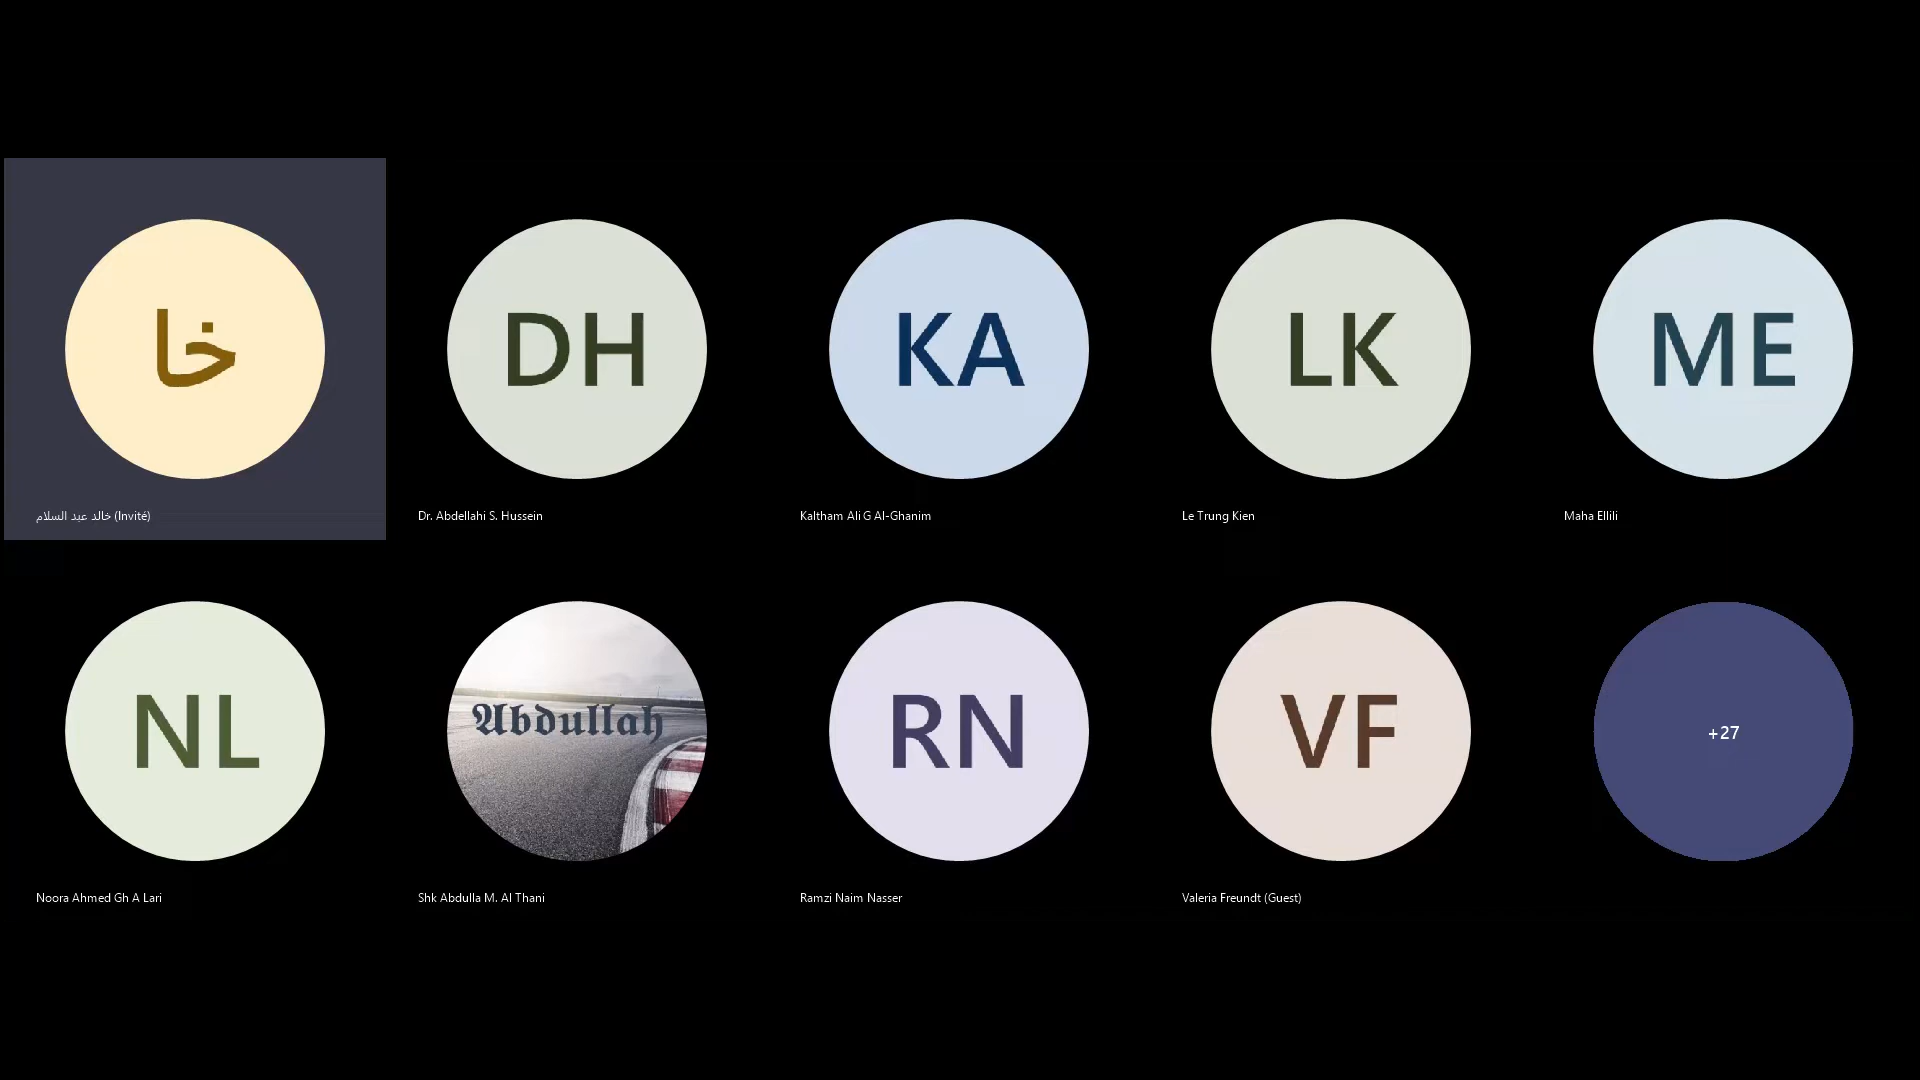 خا
DH
KA
LK
ME
خالد عبد السلام (Invité)
Dr. Abdellahi S. Hussein
Kaltham Ali G Al-Ghanim
Le Trung Kien
Maha Ellili
NL
Abdullah
RN
VF
+27
Noora Ahmed Gh A Lari
Shk Abdulla M. Al Thani
Ramzi Naim Nasser
Valeria Freundt (Guest)